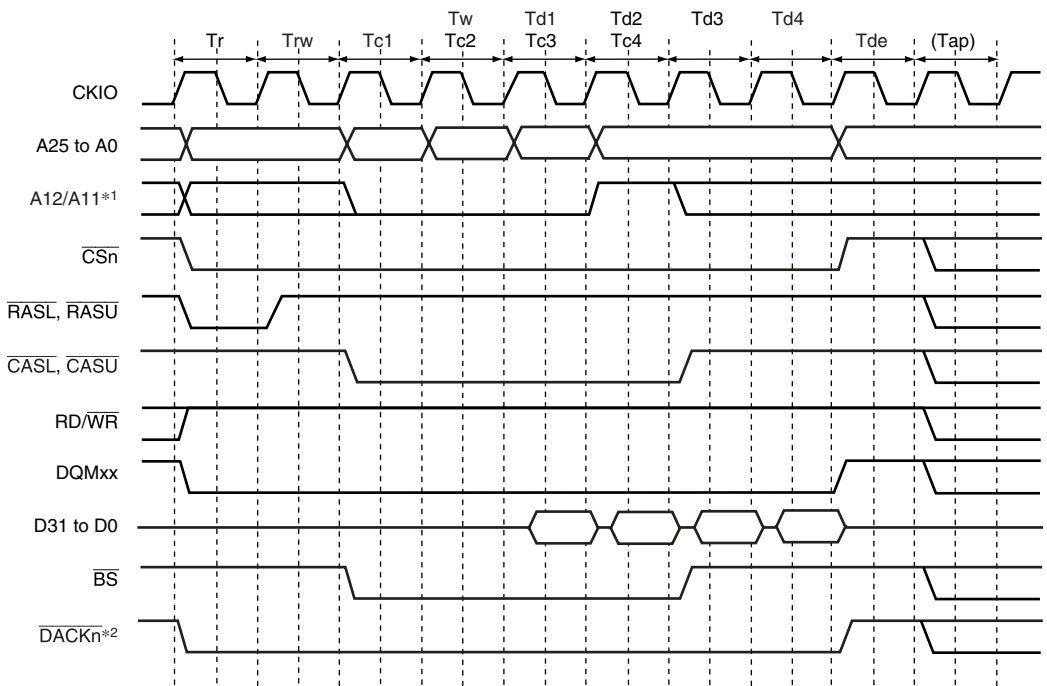 Tw Td1 Td2 Td3 Td4
Tr Trw Tc1 Tc2 Tc3 Tc4 Tde (Tap)
CKIO
A25 to A0
A12/A11*1
CSn
RASL, RASU
CASL, CASU
RD/WR
DQMxx
D31 to D0
BS
DACKn*2